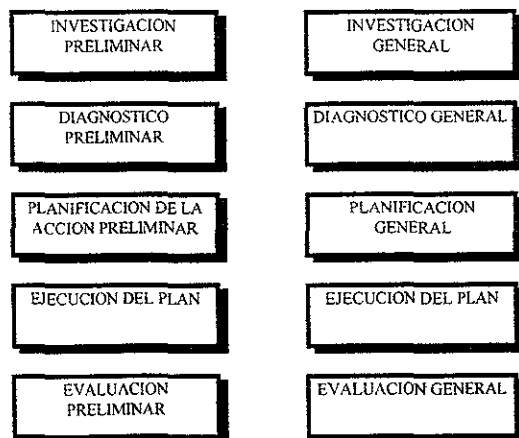 INVESTIGACION
PRELIMINAR
INVESTIGACION
GENERAL
DIAGNOSTICO
PRELIMINAR
DIAGNOSTICO GENERAL
PLANIFICACION DE LA
ACCION PRELIMINAR
PLANIFICACION
GENERAL
EJECUCION DEL PLAN
EJECUCION DEL PLAN
EVALUACION
PRELIMINAR
EVALUACION GENERAL